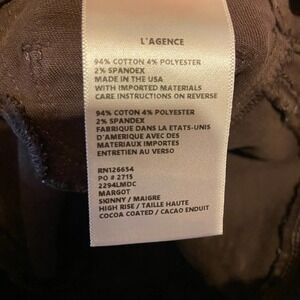 L'AGENCE
94% COTTON 4% POLYESTER
2% SPANDEX
MADE IN THE USA
WITH IMPORTED MATERIALS
CARE INSTRUCTIONS ON REVERSE
94% COTTON 4% POLYESTER
2% SPANDEX
FABRIQUE DANS LA ETATS-UNIS
D'AMERIQUE AVEC DES
MATERIAUX IMPORTES
ENTRETIEN AU VERSO
RN126654
PO # 2715
2294LMDC
MARGOT
SKINNY / MAIGRE
HIGH RISE / TAILLE HAUTE
COCOA COATED / CACAO ENDUIT